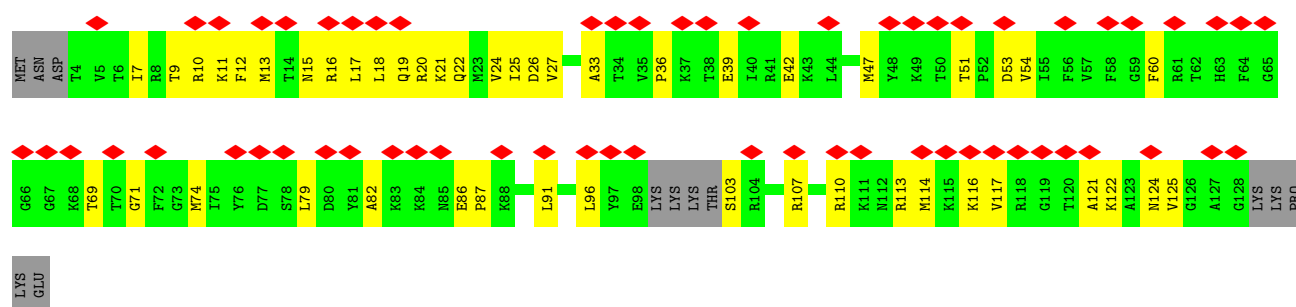 MET ASN ASP T4 V5 T6 I7 R8 T9 R10 K11 F12 M13 T14 N15 R16 L17 L18 Q19 R20 K21 Q22 M23 V24 I25 D26 V27 A33 T34 V35 P36 K37 T38 E39 I40 R41 E42 K43 L44 M47 Y48 K49 T50 T51 P52 D53 V54 I55 F56 V57 F58 G59 F60 R61 T62 H63 F64 G65
G66 G67 K68 T69 T70 G71 F72 G73 M74 I75 Y76 D77 S78 L79 D80 Y81 A82 K83 K84 N85 E86 P87 K88 L91 L96 Y97 E98 LYS LYS LYS THR S103 R104 R107 R110 K111 N112 R113 M114 K115 K116 V117 R118 G119 T120 A121 K122 A123 N124 V125 G126 A127 G128 LYS LYS PRO
LYS GLU